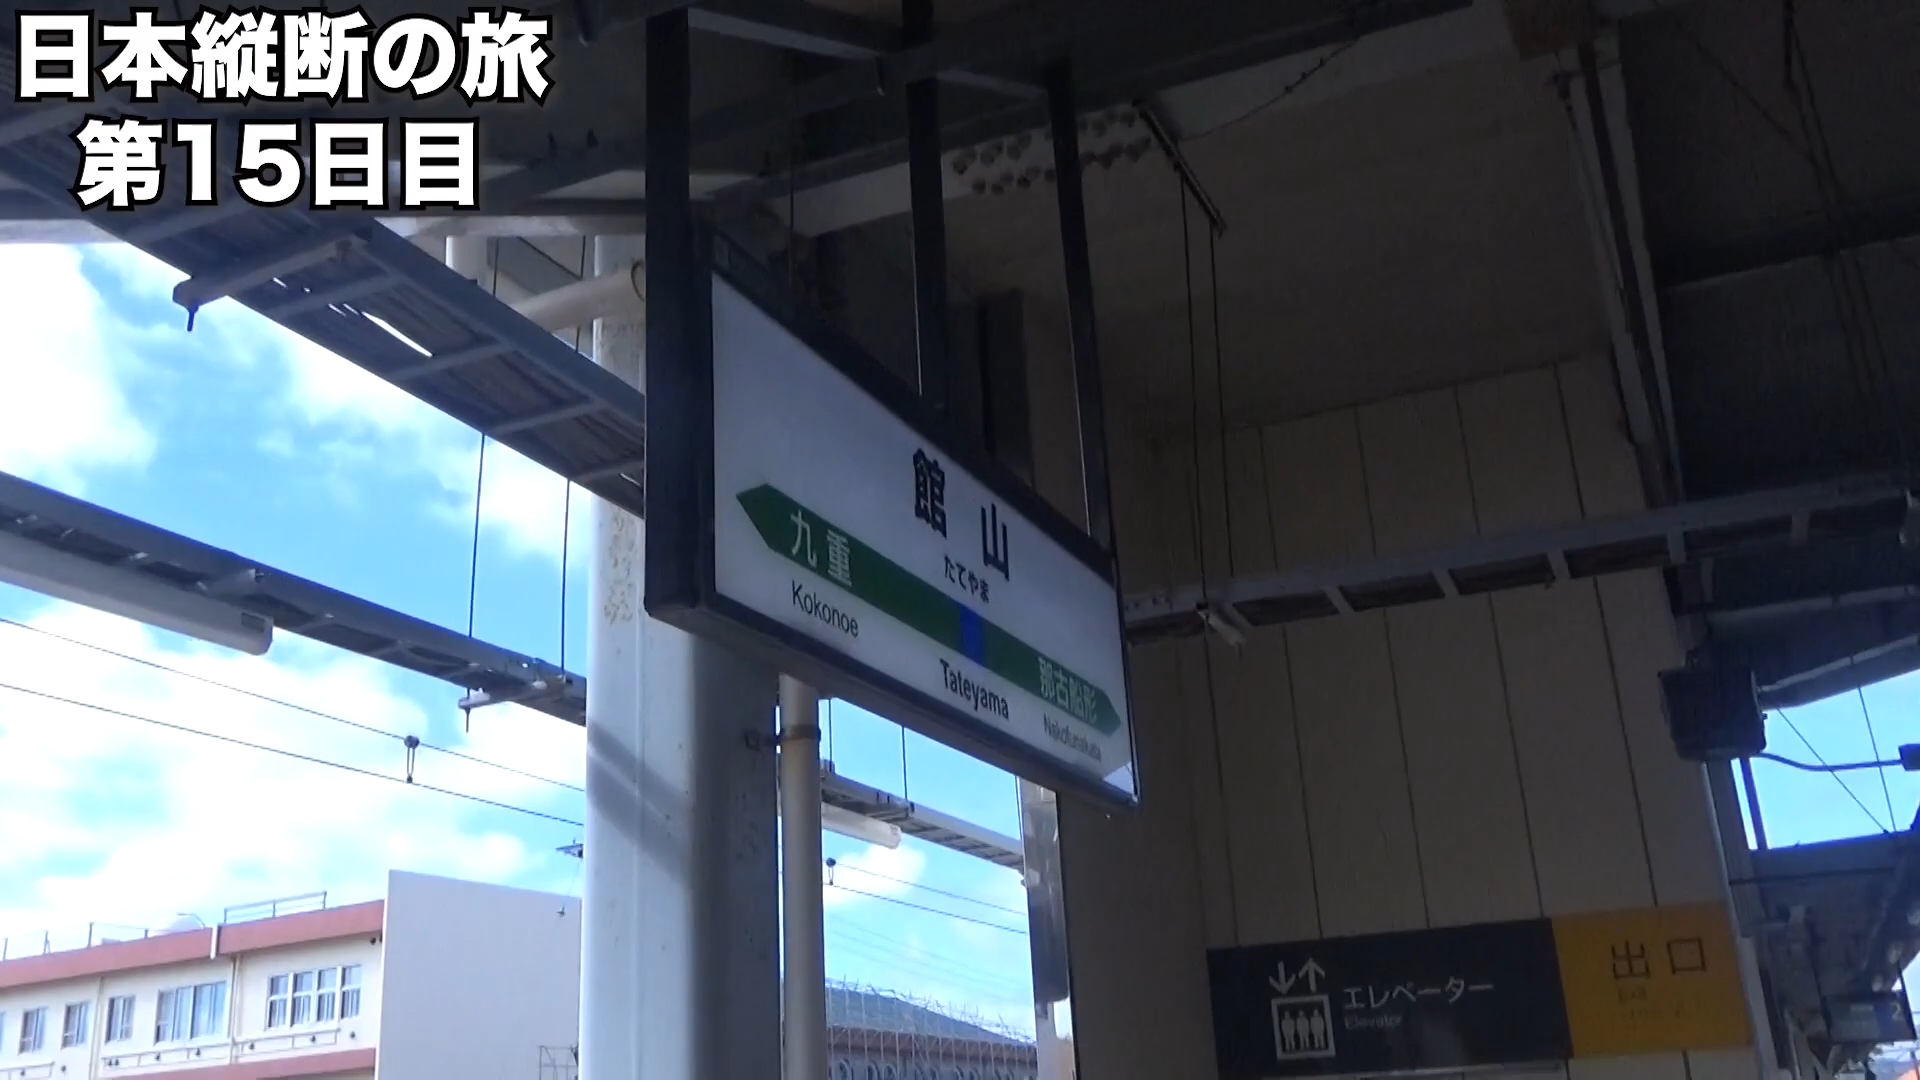 日本縦断の旅
第15日目
館山
たてやま
九重
那古船形
Kokonoe
Tateyama
Nakofunakata
エレベーター
Elevator
出口
Exit
2